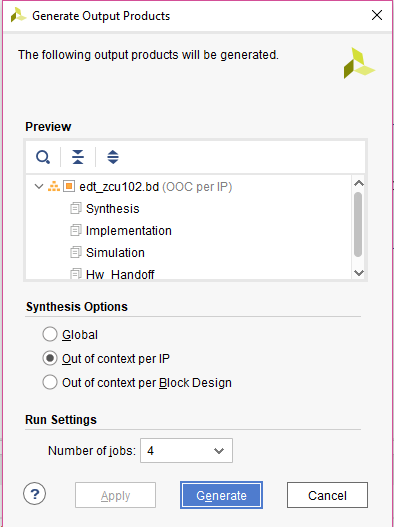 Generate Output Products
The following output products will be generated.
Preview
edt_zcu102.bd (OOC per IP)
Synthesis
Implementation
Simulation
Hw_Handoff
Synthesis Options
Global
Out of context per IP
Out of context per Block Design
Run Settings
Number of jobs: 4
? Apply Generate Cancel